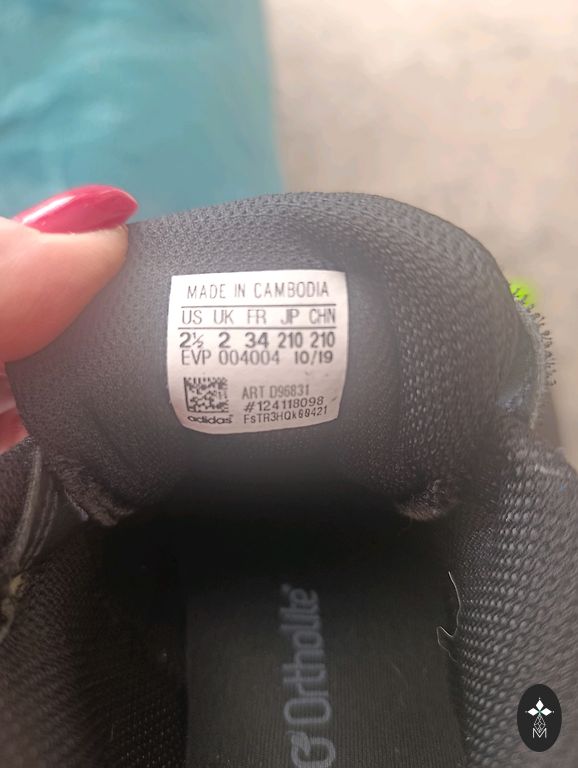 MADE IN CAMBODIA
US UK FR JP CHN
2½ 2 34 210 210
EVP 004004 10/19
ART D96831
#124118098
adidas FsTR3HQk00421
OrthoLite
M